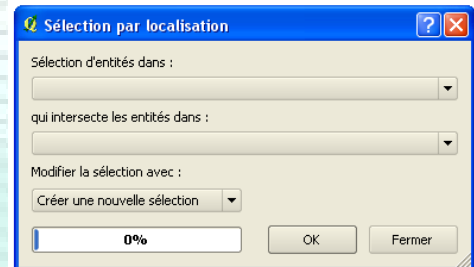 Sélection par localisation
Sélection d'entités dans :
qui intersecte les entités dans :
Modifier la sélection avec :
Créer une nouvelle sélection
0% OK Fermer